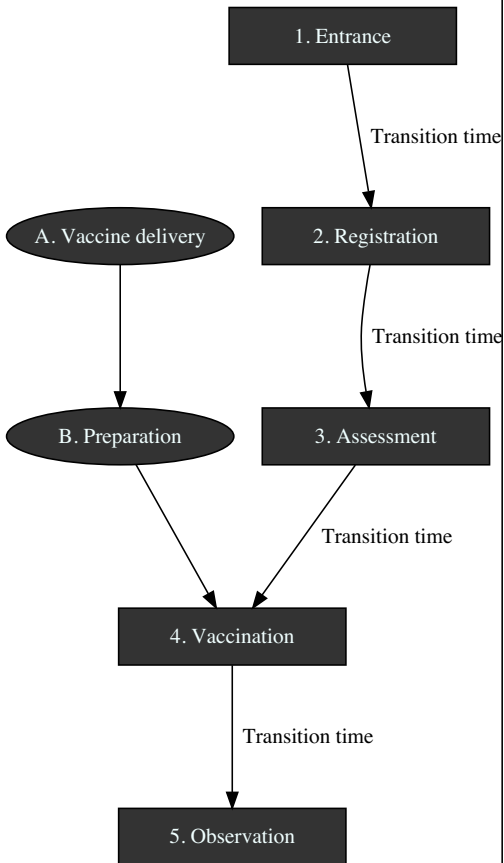 1. Entrance
Transition time
A. Vaccine delivery
2. Registration
Transition time
B. Preparation
3. Assessment
Transition time
4. Vaccination
Transition time
5. Observation